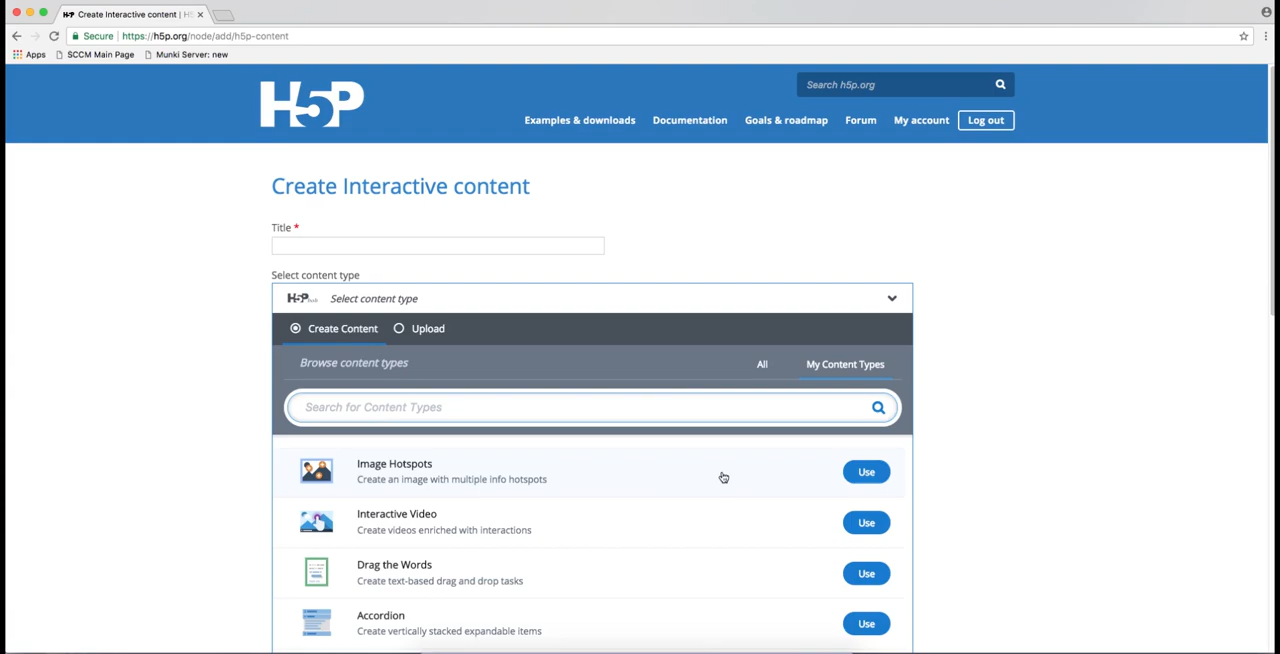 H5P Create Interactive content | H5
Secure https://h5p.org/node/add/h5p-content
Apps SCCM Main Page Munki Server: new
H5P
Search h5p.org
Examples & downloads Documentation Goals & roadmap Forum My account Log out
Create Interactive content
Title *
Select content type
H5P Select content type
Create Content Upload
Browse content types All My Content Types
Search for Content Types
Image Hotspots
Create an image with multiple info hotspots
Use
Interactive Video
Create videos enriched with interactions
Use
Drag the Words
Create text-based drag and drop tasks
Use
Accordion
Create vertically stacked expandable items
Use